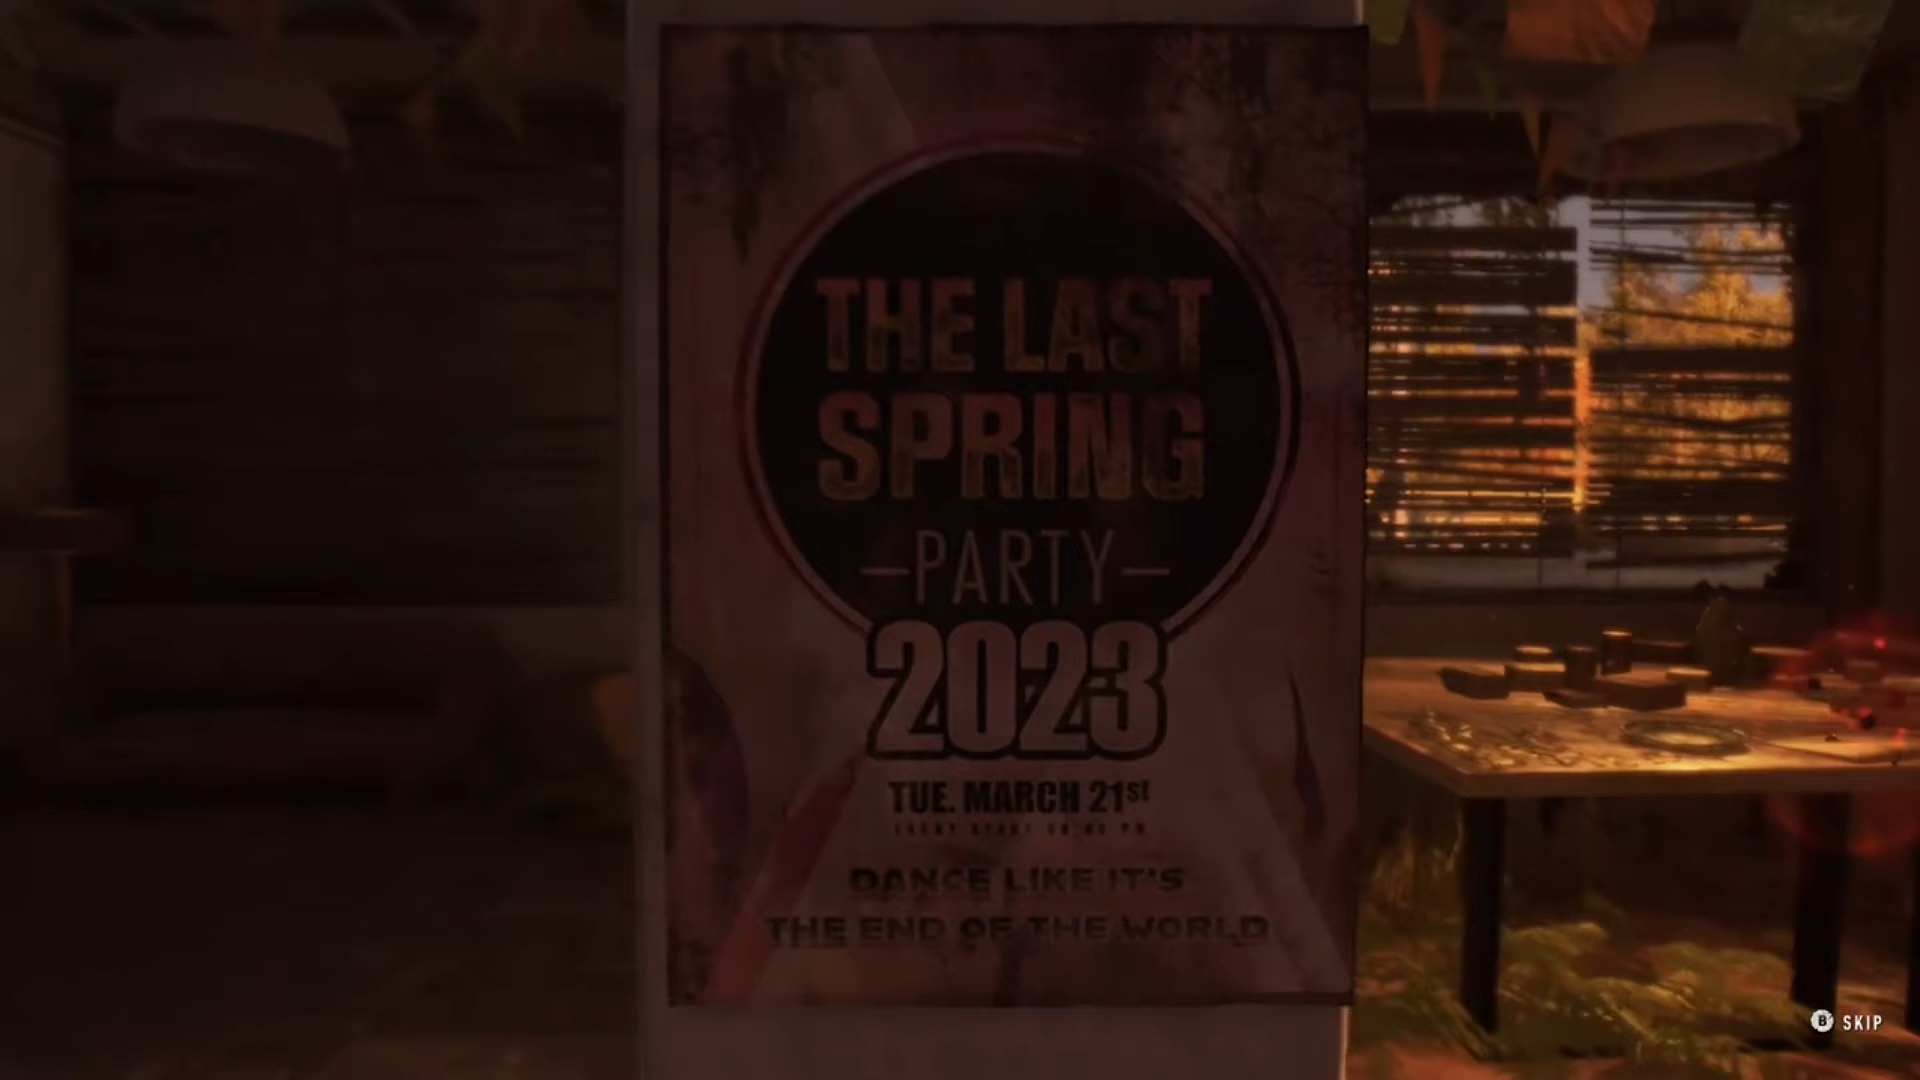 THE LAST
SPRING
–PARTY–
2023
TUE. MARCH 21st
DANCE LIKE IT'S
THE END OF THE WORLD
B SKIP